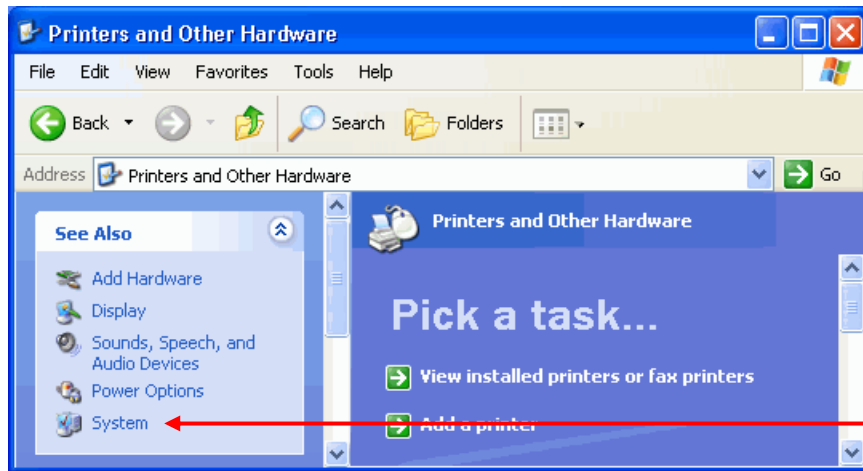 Printers and Other Hardware
File Edit View Favorites Tools Help
Back Search Folders
Address Printers and Other Hardware Go
See Also
Add Hardware
Display
Sounds, Speech, and
Audio Devices
Power Options
System
Printers and Other Hardware
Pick a task...
View installed printers or fax printers
Add a printer